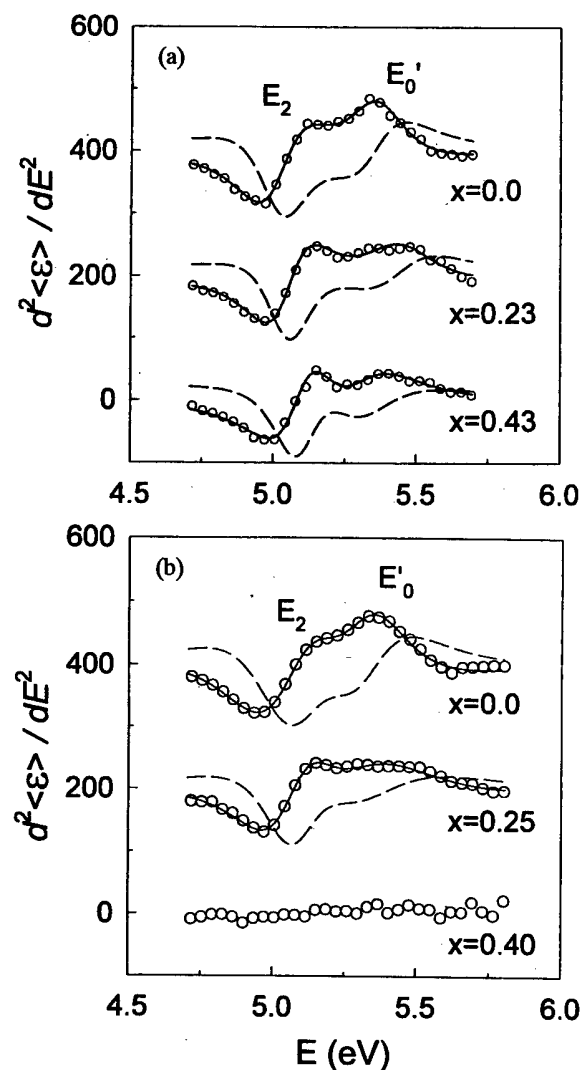 600
(a)
E₀'
E₂
400
x=0.0
d²<ε> / dE²
200
x=0.23
0
x=0.43
4.5 5.0 5.5 6.0
600
(b)
E'₀
E₂
400
x=0.0
d²<ε> / dE²
200
x=0.25
0
x=0.40
4.5 5.0 5.5 6.0
E (eV)